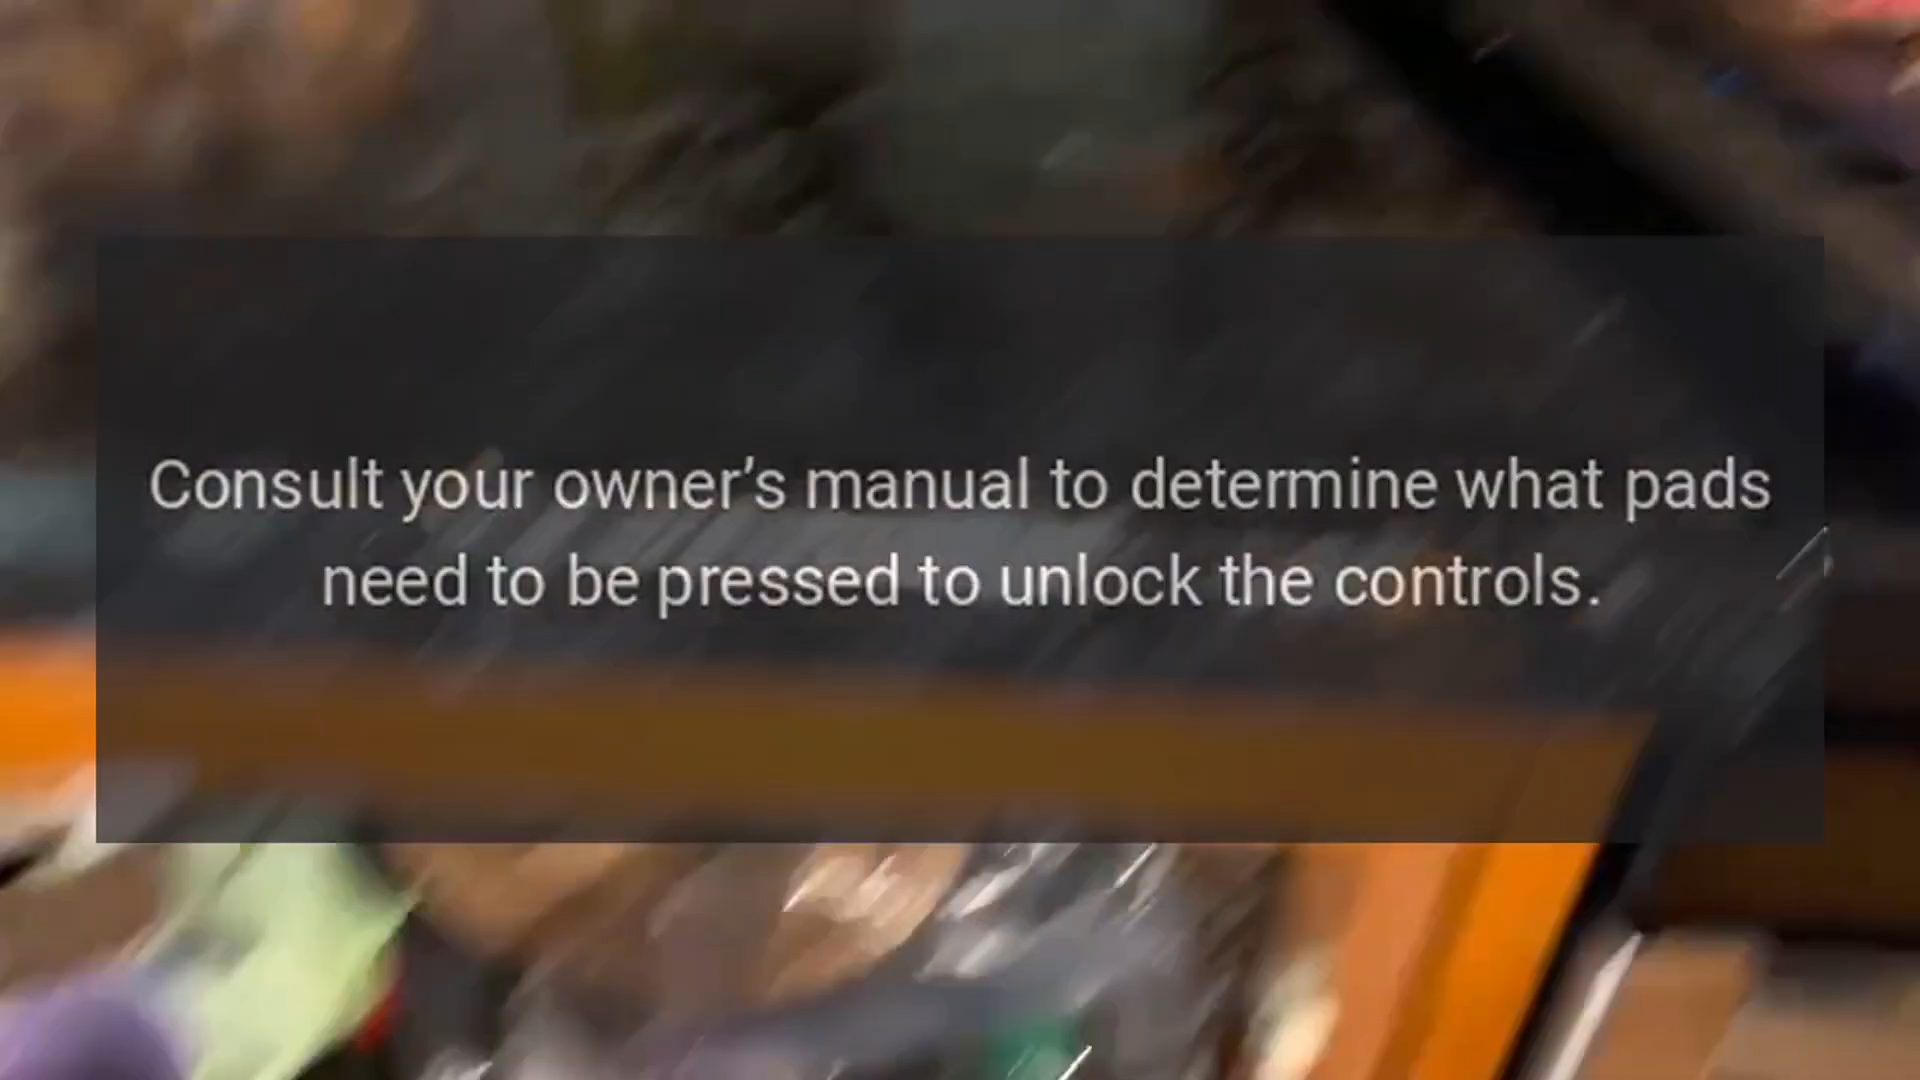 Consult your owner’s manual to determine what pads
need to be pressed to unlock the controls.